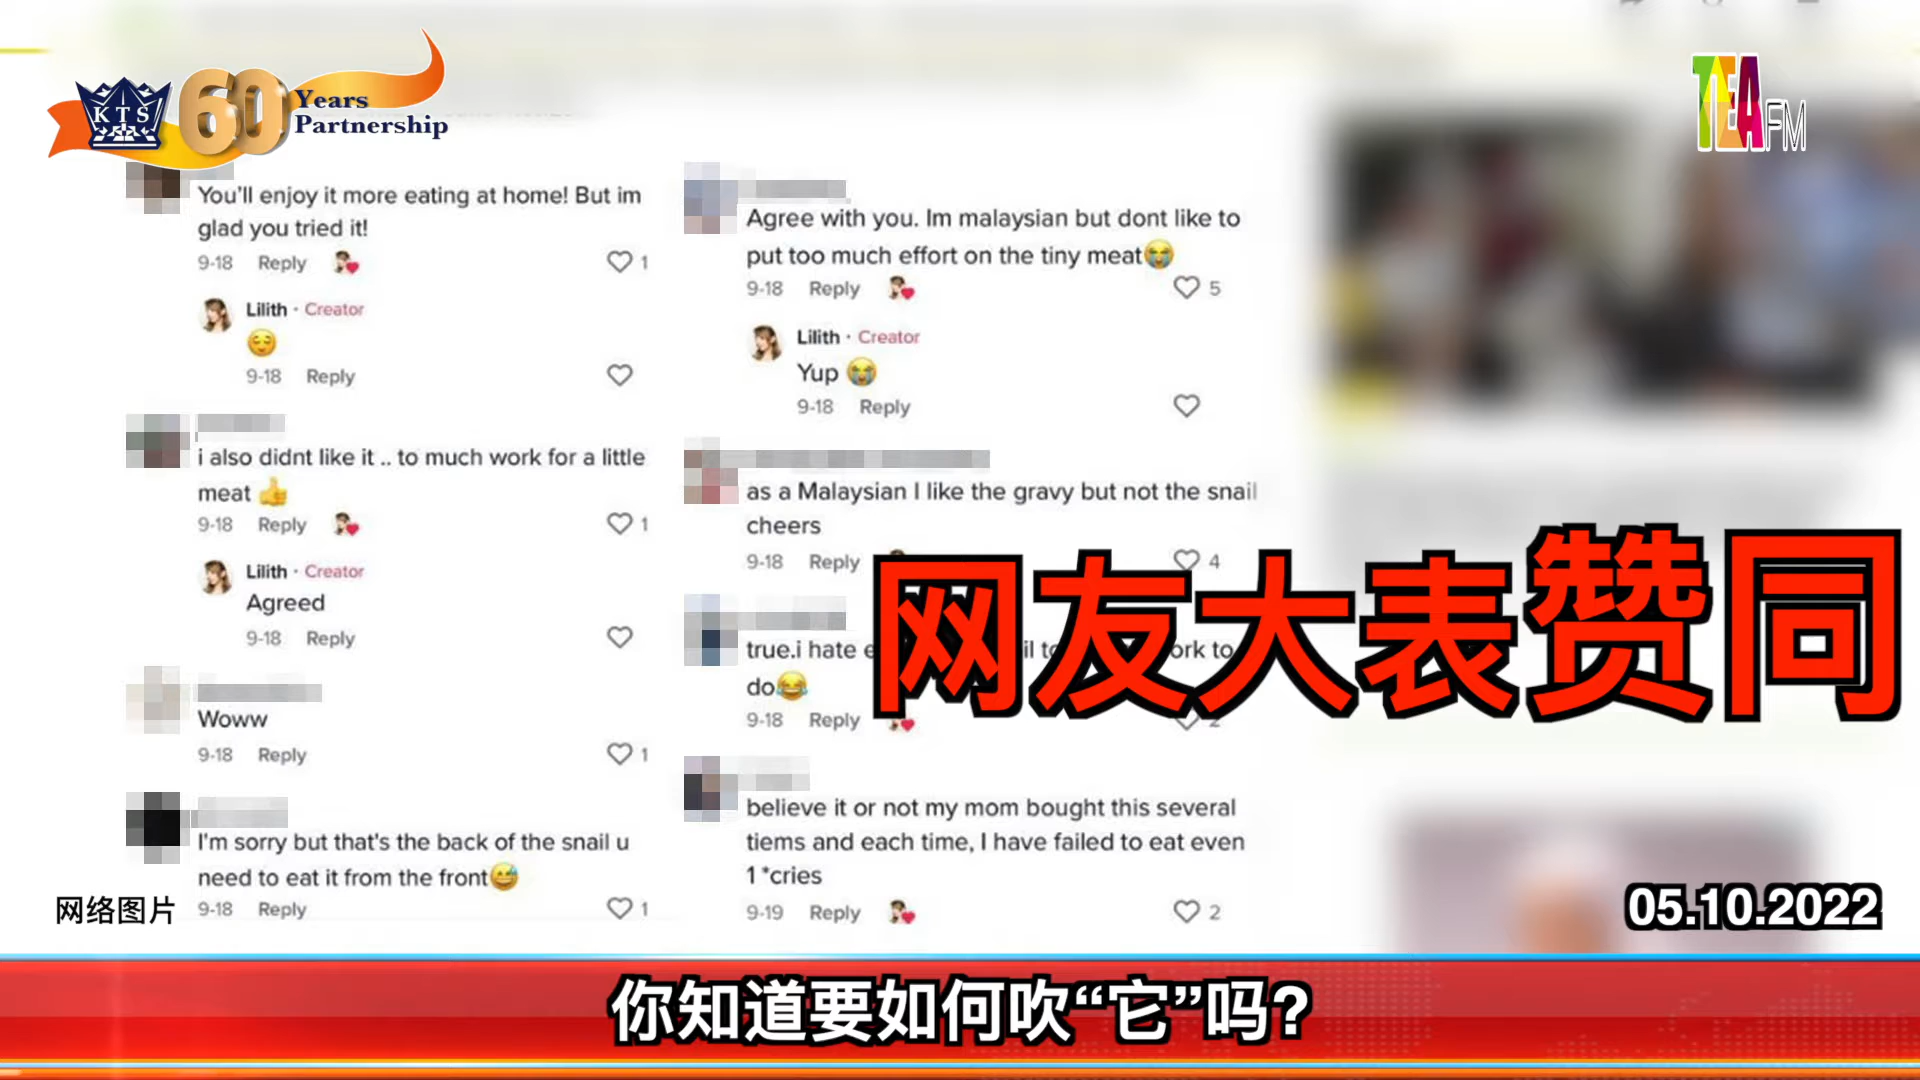 KTS
60
Years
Partnership
TEA FM
You'll enjoy it more eating at home! But im
glad you tried it!
9-18 Reply
1
Lilith · Creator
😌
9-18 Reply
i also didnt like it .. to much work for a little
meat 👍
9-18 Reply
1
Lilith · Creator
Agreed
9-18 Reply
Woww
9-18 Reply
1
I'm sorry but that's the back of the snail u
need to eat it from the front😅
9-18 Reply
1
Agree with you. Im malaysian but dont like to
put too much effort on the tiny meat😭
9-18 Reply
5
Lilith · Creator
Yup 😭
9-18 Reply
as a Malaysian I like the gravy but not the snail
cheers
9-18 Reply
4
true.i hate
to
do😂
9-18 Reply
2
believe it or not my mom bought this several
tiems and each time, I have failed to eat even
1 *cries
9-19 Reply
2
网友大表赞同
网络图片
05.10.2022
你知道要如何吹“它”吗?